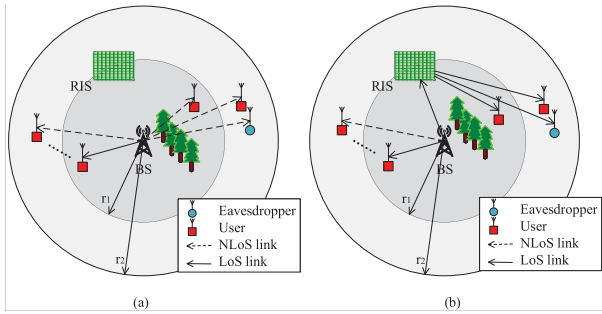 RIS
BS
r1
r2
Eavesdropper
User
NLoS link
LoS link
(a)
RIS
BS
r1
r2
Eavesdropper
User
NLoS link
LoS link
(b)